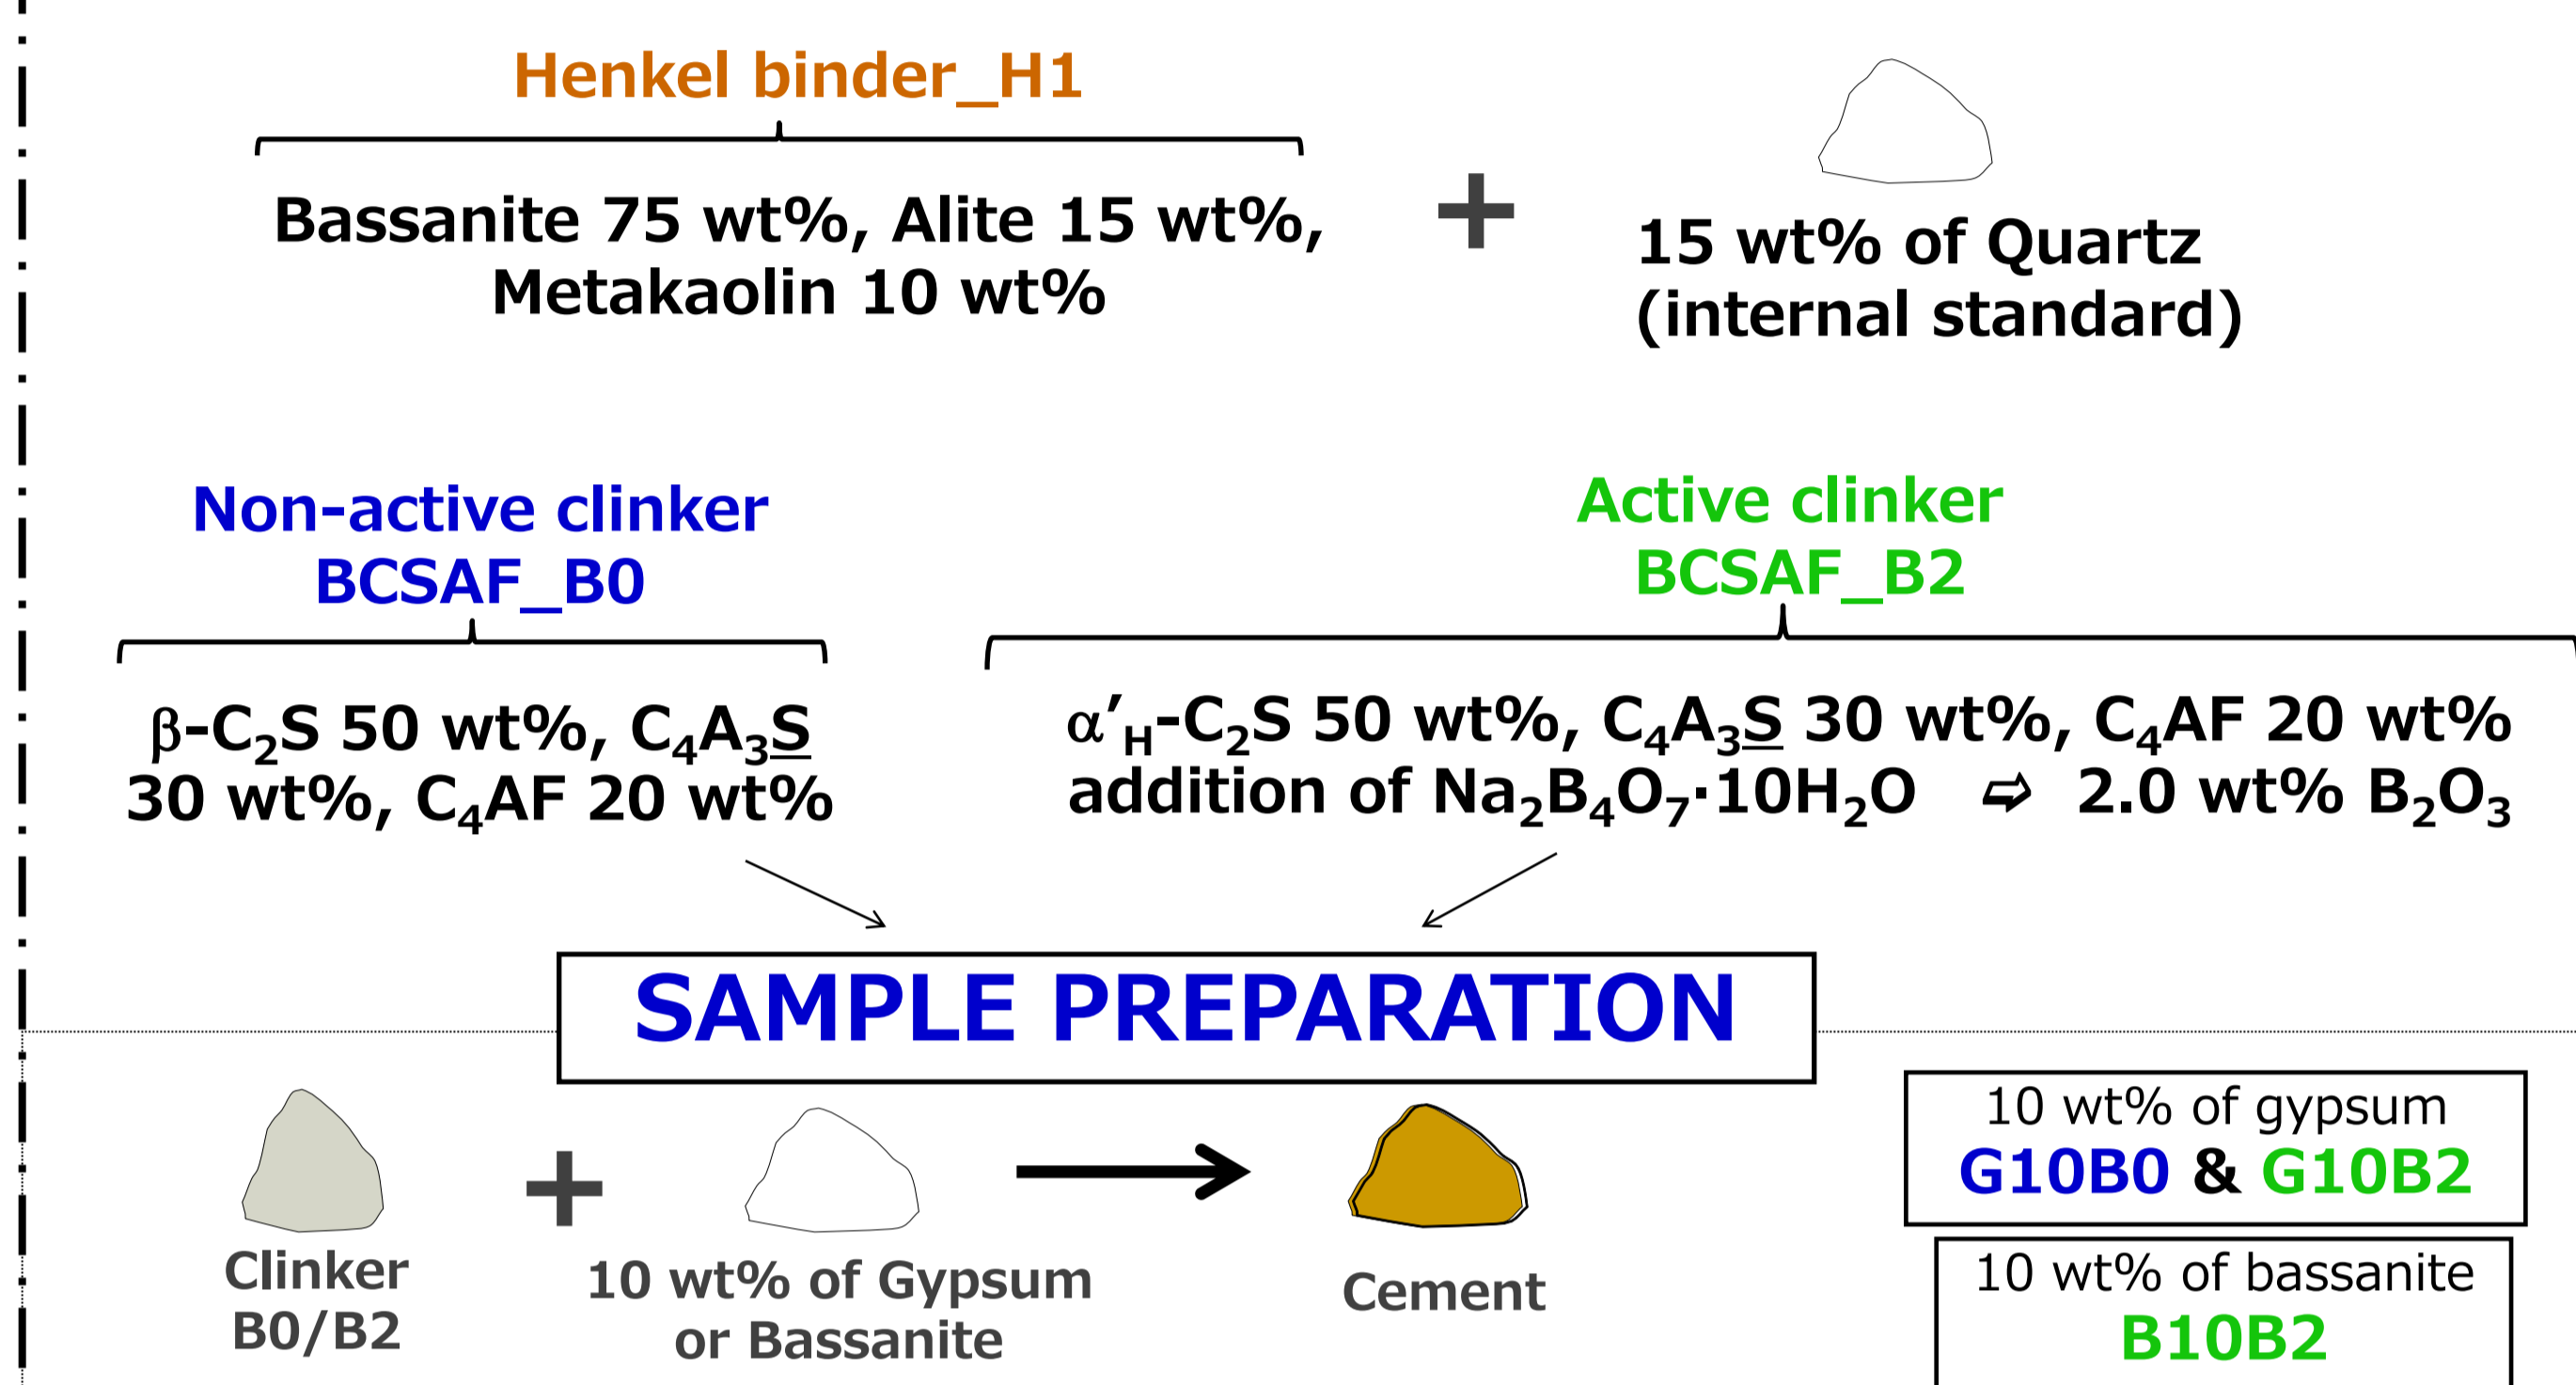 Henkel binder_H1
Bassanite 75 wt%, Alite 15 wt%,
Metakaolin 10 wt%
+
15 wt% of Quartz
(internal standard)
Non-active clinker
BCSAF_B0
β-C₂S 50 wt%, C₄A₃S̲
30 wt%, C₄AF 20 wt%
Active clinker
BCSAF_B2
α′H-C₂S 50 wt%, C₄A₃S̲ 30 wt%, C₄AF 20 wt%
addition of Na₂B₄O₇·10H₂O ⇨ 2.0 wt% B₂O₃
SAMPLE PREPARATION
Clinker
B0/B2
+
10 wt% of Gypsum
or Bassanite
Cement
10 wt% of gypsum
G10B0 & G10B2
10 wt% of bassanite
B10B2